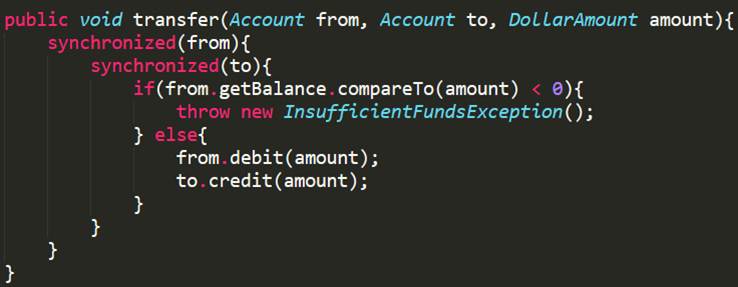 public void transfer(Account from, Account to, DollarAmount amount){
    synchronized(from){
        synchronized(to){
            if(from.getBalance.compareTo(amount) < 0){
                throw new InsufficientFundsException();
            } else{
                from.debit(amount);
                to.credit(amount);
            }
        }
    }
}